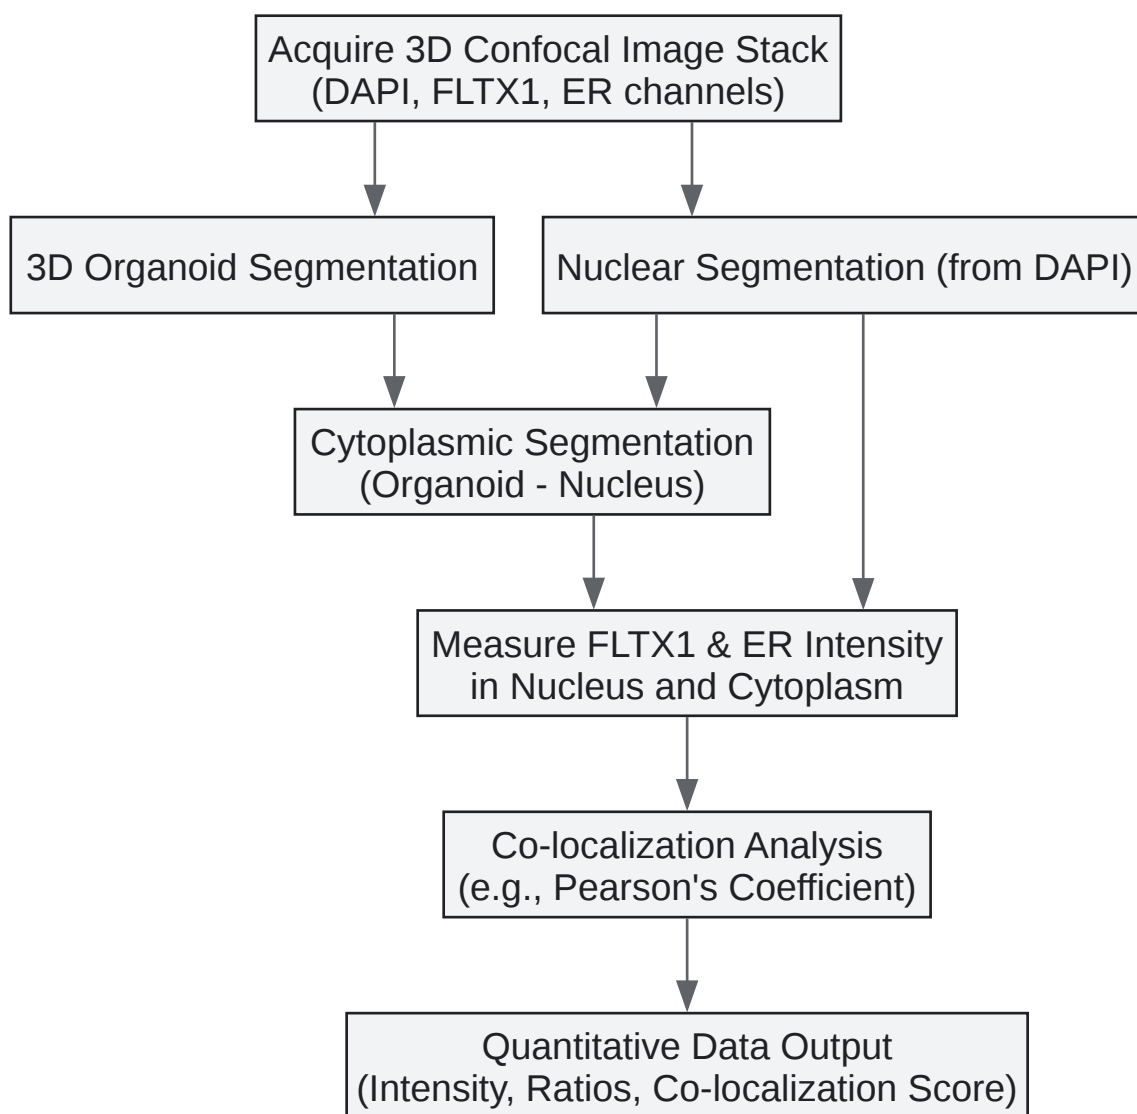 Acquire 3D Confocal Image Stack
(DAPI, FLTX1, ER channels)
3D Organoid Segmentation
Nuclear Segmentation (from DAPI)
Cytoplasmic Segmentation
(Organoid - Nucleus)
Measure FLTX1 & ER Intensity
in Nucleus and Cytoplasm
Co-localization Analysis
(e.g., Pearson's Coefficient)
Quantitative Data Output
(Intensity, Ratios, Co-localization Score)